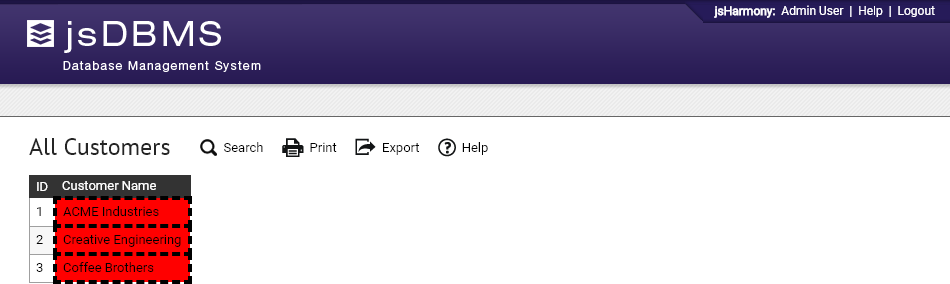 jsHarmony: Admin User | Help | Logout
jsDBMS
Database Management System
All Customers Search Print Export Help
ID Customer Name
1 ACME Industries
2 Creative Engineering
3 Coffee Brothers